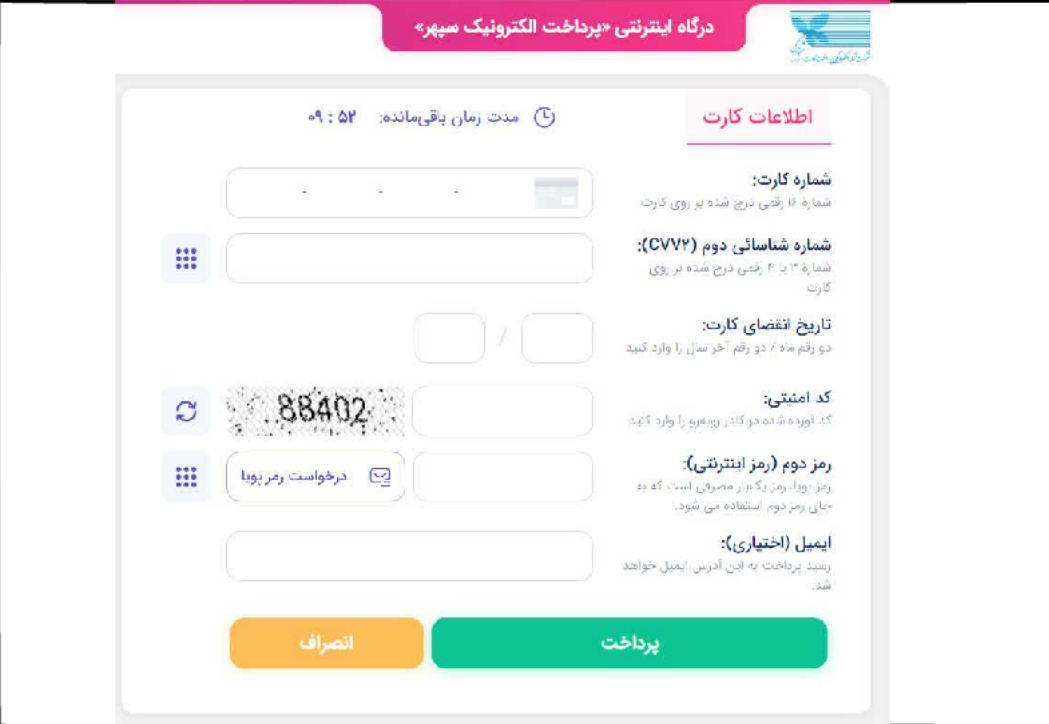 درگاه اینترنتی «پرداخت الکترونیک سپهر»
اطلاعات کارت
مدت زمان باقی‌مانده: ۰۹ : ۵۲
شماره کارت:
شمارهٔ ۱۶ رقمی درج شده بر روی کارت
- - -
شماره شناسائی دوم (CVV۲):
شمارهٔ ۳ یا ۴ رقمی درج شده بر روی
کارت
تاریخ انقضای کارت:
دو رقم ماه / دو رقم آخر سال را وارد کنید
/
کد امنیتی:
کد آورده شده در کادر روبه‌رو را وارد کنید
88402
رمز دوم (رمز اینترنتی):
رمز پویا، رمز یکبار مصرفی است که به
جای رمز دوم استفاده می شود.
درخواست رمز پویا
ایمیل (اختیاری):
رسید پرداخت به این آدرس ایمیل خواهد
شد.
پرداخت
انصراف